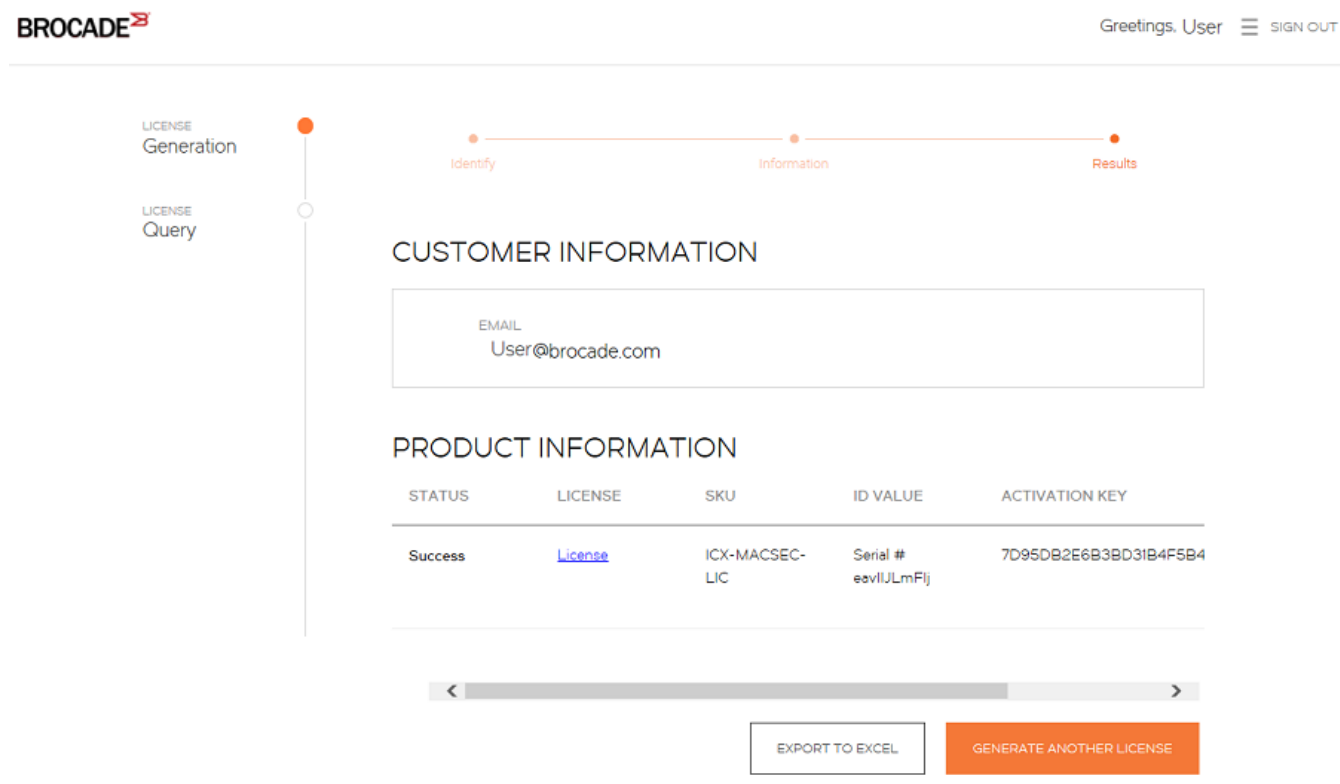 BROCADE
Greetings, User SIGN OUT
LICENSE
Generation
LICENSE
Query
Identify Information Results
CUSTOMER INFORMATION
EMAIL
User@brocade.com
PRODUCT INFORMATION
STATUS LICENSE SKU ID VALUE ACTIVATION KEY
Success License ICX-MACSEC- Serial # 7D95DB2E6B3BD31B4F5B4
LIC eavIIJLmFIj
EXPORT TO EXCEL GENERATE ANOTHER LICENSE